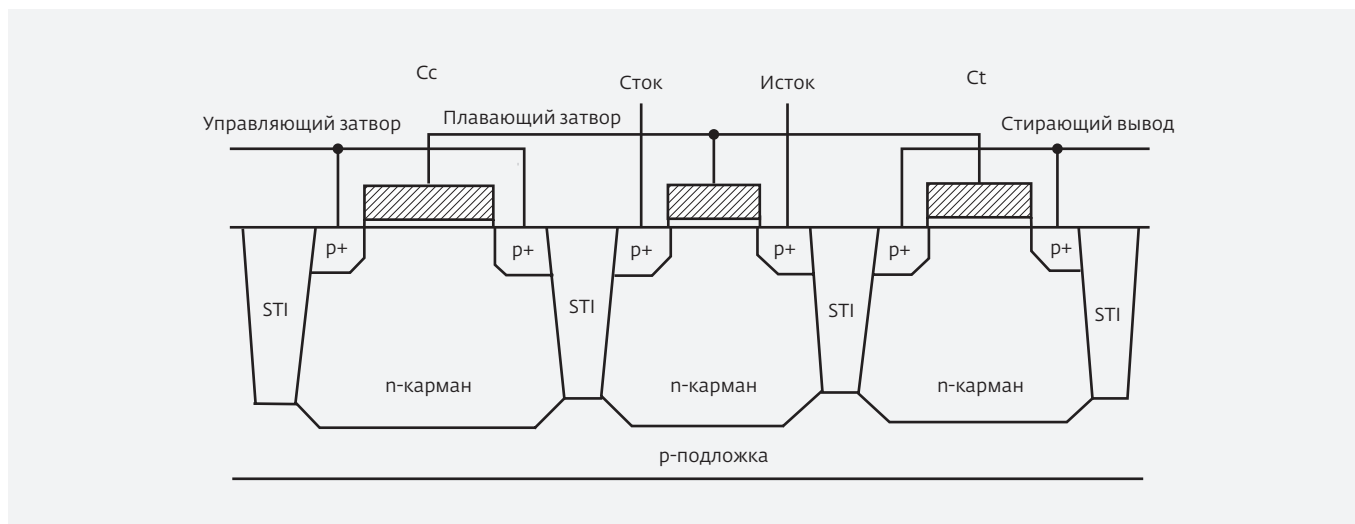 Cc
Сток
Исток
Ct
Управляющий затвор
Плавающий затвор
Стирающий вывод
p+
p+
p+
p+
p+
p+
STI
STI
STI
STI
n-карман
n-карман
n-карман
p-подложка